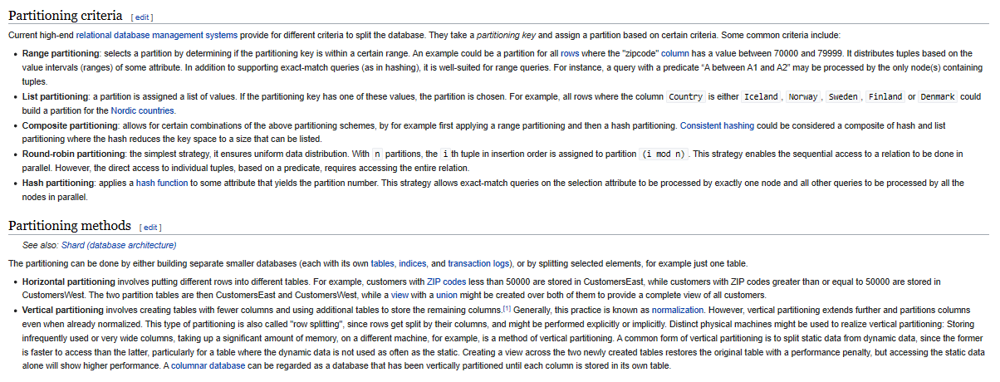 Partitioning criteria [ edit ]
Current high-end relational database management systems provide for different criteria to split the database. They take a partitioning key and assign a partition based on certain criteria. Some common criteria include:
• Range partitioning: selects a partition by determining if the partitioning key is within a certain range. An example could be a partition for all rows where the "zipcode" column has a value between 70000 and 79999. It distributes tuples based on the
value intervals (ranges) of some attribute. In addition to supporting exact-match queries (as in hashing), it is well-suited for range queries. For instance, a query with a predicate “A between A1 and A2” may be processed by the only node(s) containing
tuples.
• List partitioning: a partition is assigned a list of values. If the partitioning key has one of these values, the partition is chosen. For example, all rows where the column Country is either Iceland , Norway , Sweden , Finland or Denmark could
build a partition for the Nordic countries.
• Composite partitioning: allows for certain combinations of the above partitioning schemes, by for example first applying a range partitioning and then a hash partitioning. Consistent hashing could be considered a composite of hash and list
partitioning where the hash reduces the key space to a size that can be listed.
• Round-robin partitioning: the simplest strategy, it ensures uniform data distribution. With n partitions, the i th tuple in insertion order is assigned to partition (i mod n) . This strategy enables the sequential access to a relation to be done in
parallel. However, the direct access to individual tuples, based on a predicate, requires accessing the entire relation.
• Hash partitioning: applies a hash function to some attribute that yields the partition number. This strategy allows exact-match queries on the selection attribute to be processed by exactly one node and all other queries to be processed by all the
nodes in parallel.
Partitioning methods [ edit ]
See also: Shard (database architecture)
The partitioning can be done by either building separate smaller databases (each with its own tables, indices, and transaction logs), or by splitting selected elements, for example just one table.
• Horizontal partitioning involves putting different rows into different tables. For example, customers with ZIP codes less than 50000 are stored in CustomersEast, while customers with ZIP codes greater than or equal to 50000 are stored in
CustomersWest. The two partition tables are then CustomersEast and CustomersWest, while a view with a union might be created over both of them to provide a complete view of all customers.
• Vertical partitioning involves creating tables with fewer columns and using additional tables to store the remaining columns.[1] Generally, this practice is known as normalization. However, vertical partitioning extends further and partitions columns
even when already normalized. This type of partitioning is also called "row splitting", since rows get split by their columns, and might be performed explicitly or implicitly. Distinct physical machines might be used to realize vertical partitioning: Storing
infrequently used or very wide columns, taking up a significant amount of memory, on a different machine, for example, is a method of vertical partitioning. A common form of vertical partitioning is to split static data from dynamic data, since the former
is faster to access than the latter, particularly for a table where the dynamic data is not used as often as the static. Creating a view across the two newly created tables restores the original table with a performance penalty, but accessing the static data
alone will show higher performance. A columnar database can be regarded as a database that has been vertically partitioned until each column is stored in its own table.